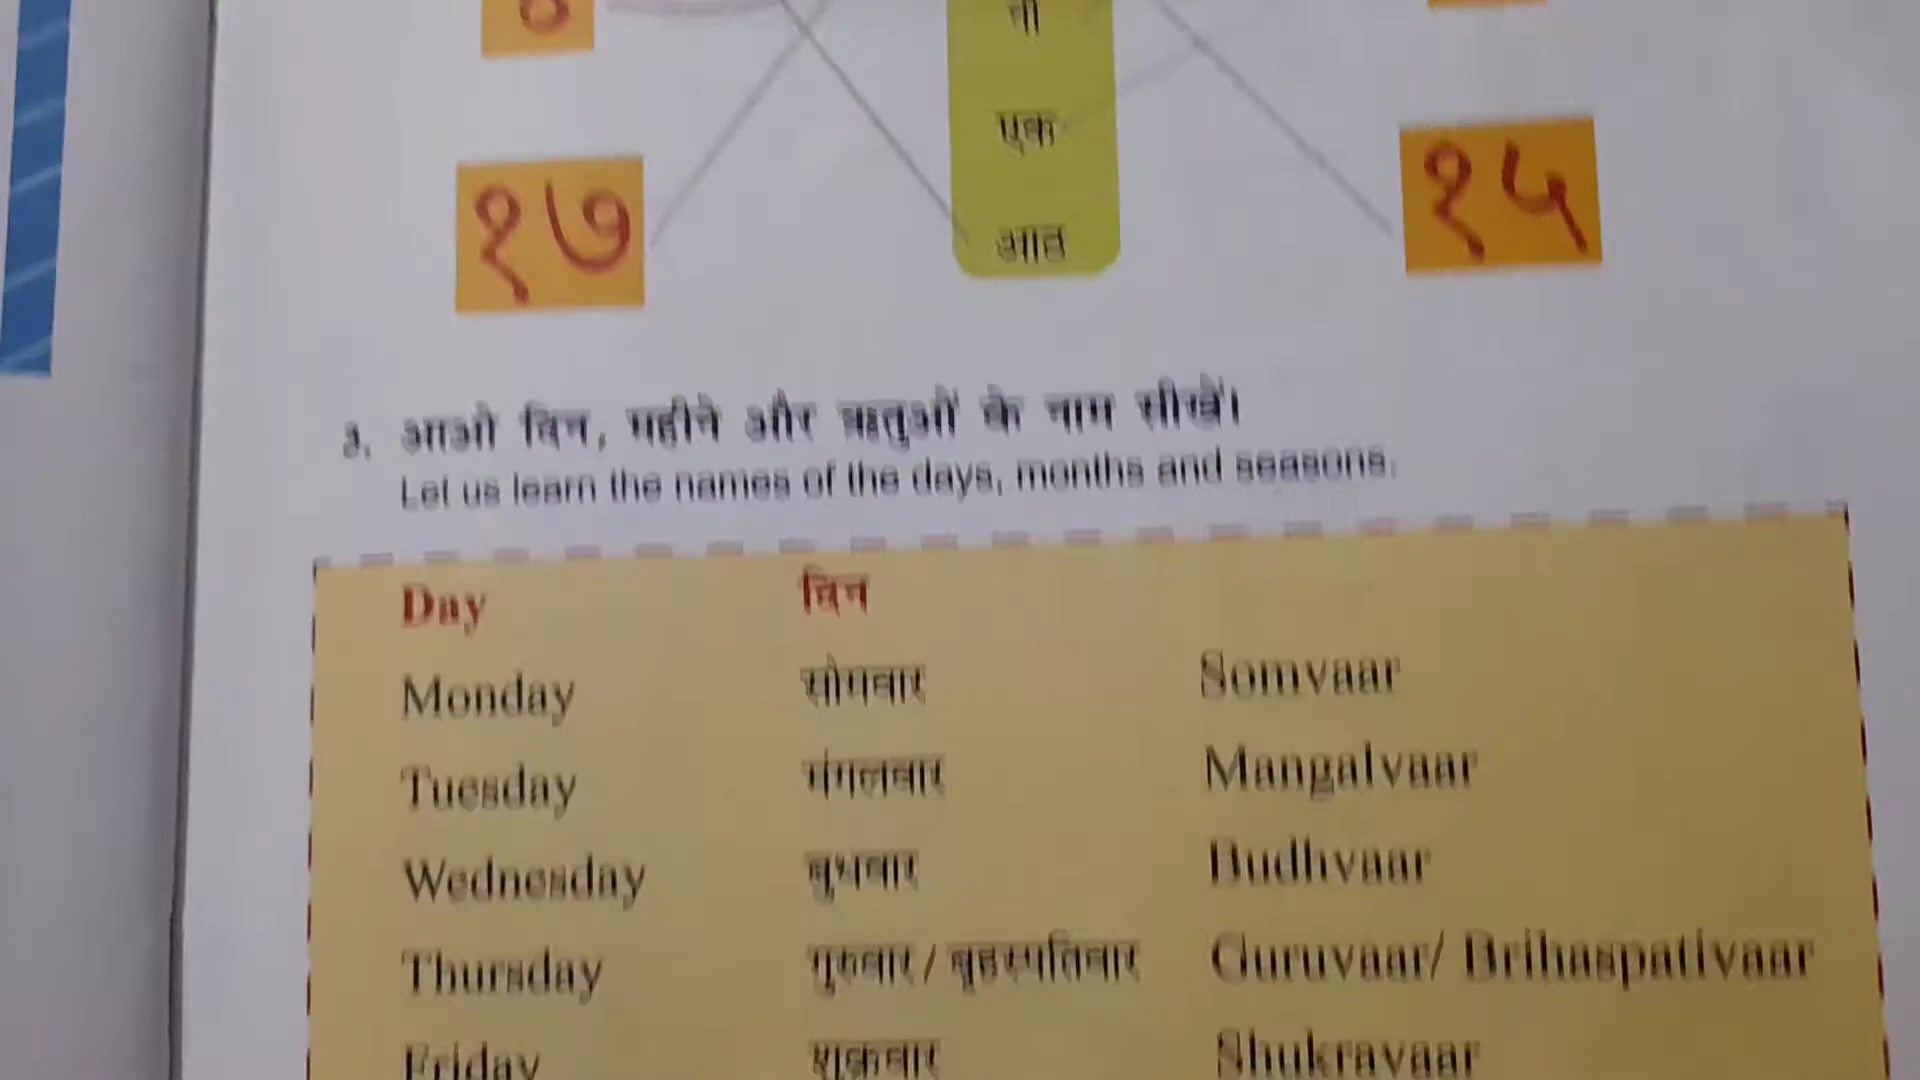 नौ
एक
१७
१५
आठ
3. आओ दिन, महीने और ऋतुओं के नाम सीखें।
Let us learn the names of the days, months and seasons.
Day दिन
Monday सोमवार Somvaar
Tuesday मंगलवार Mangalvaar
Wednesday बुधवार Budhvaar
Thursday गुरुवार / बृहस्पतिवार Guruvaar/ Brihaspativaar
Friday शुक्रवार Shukravaar